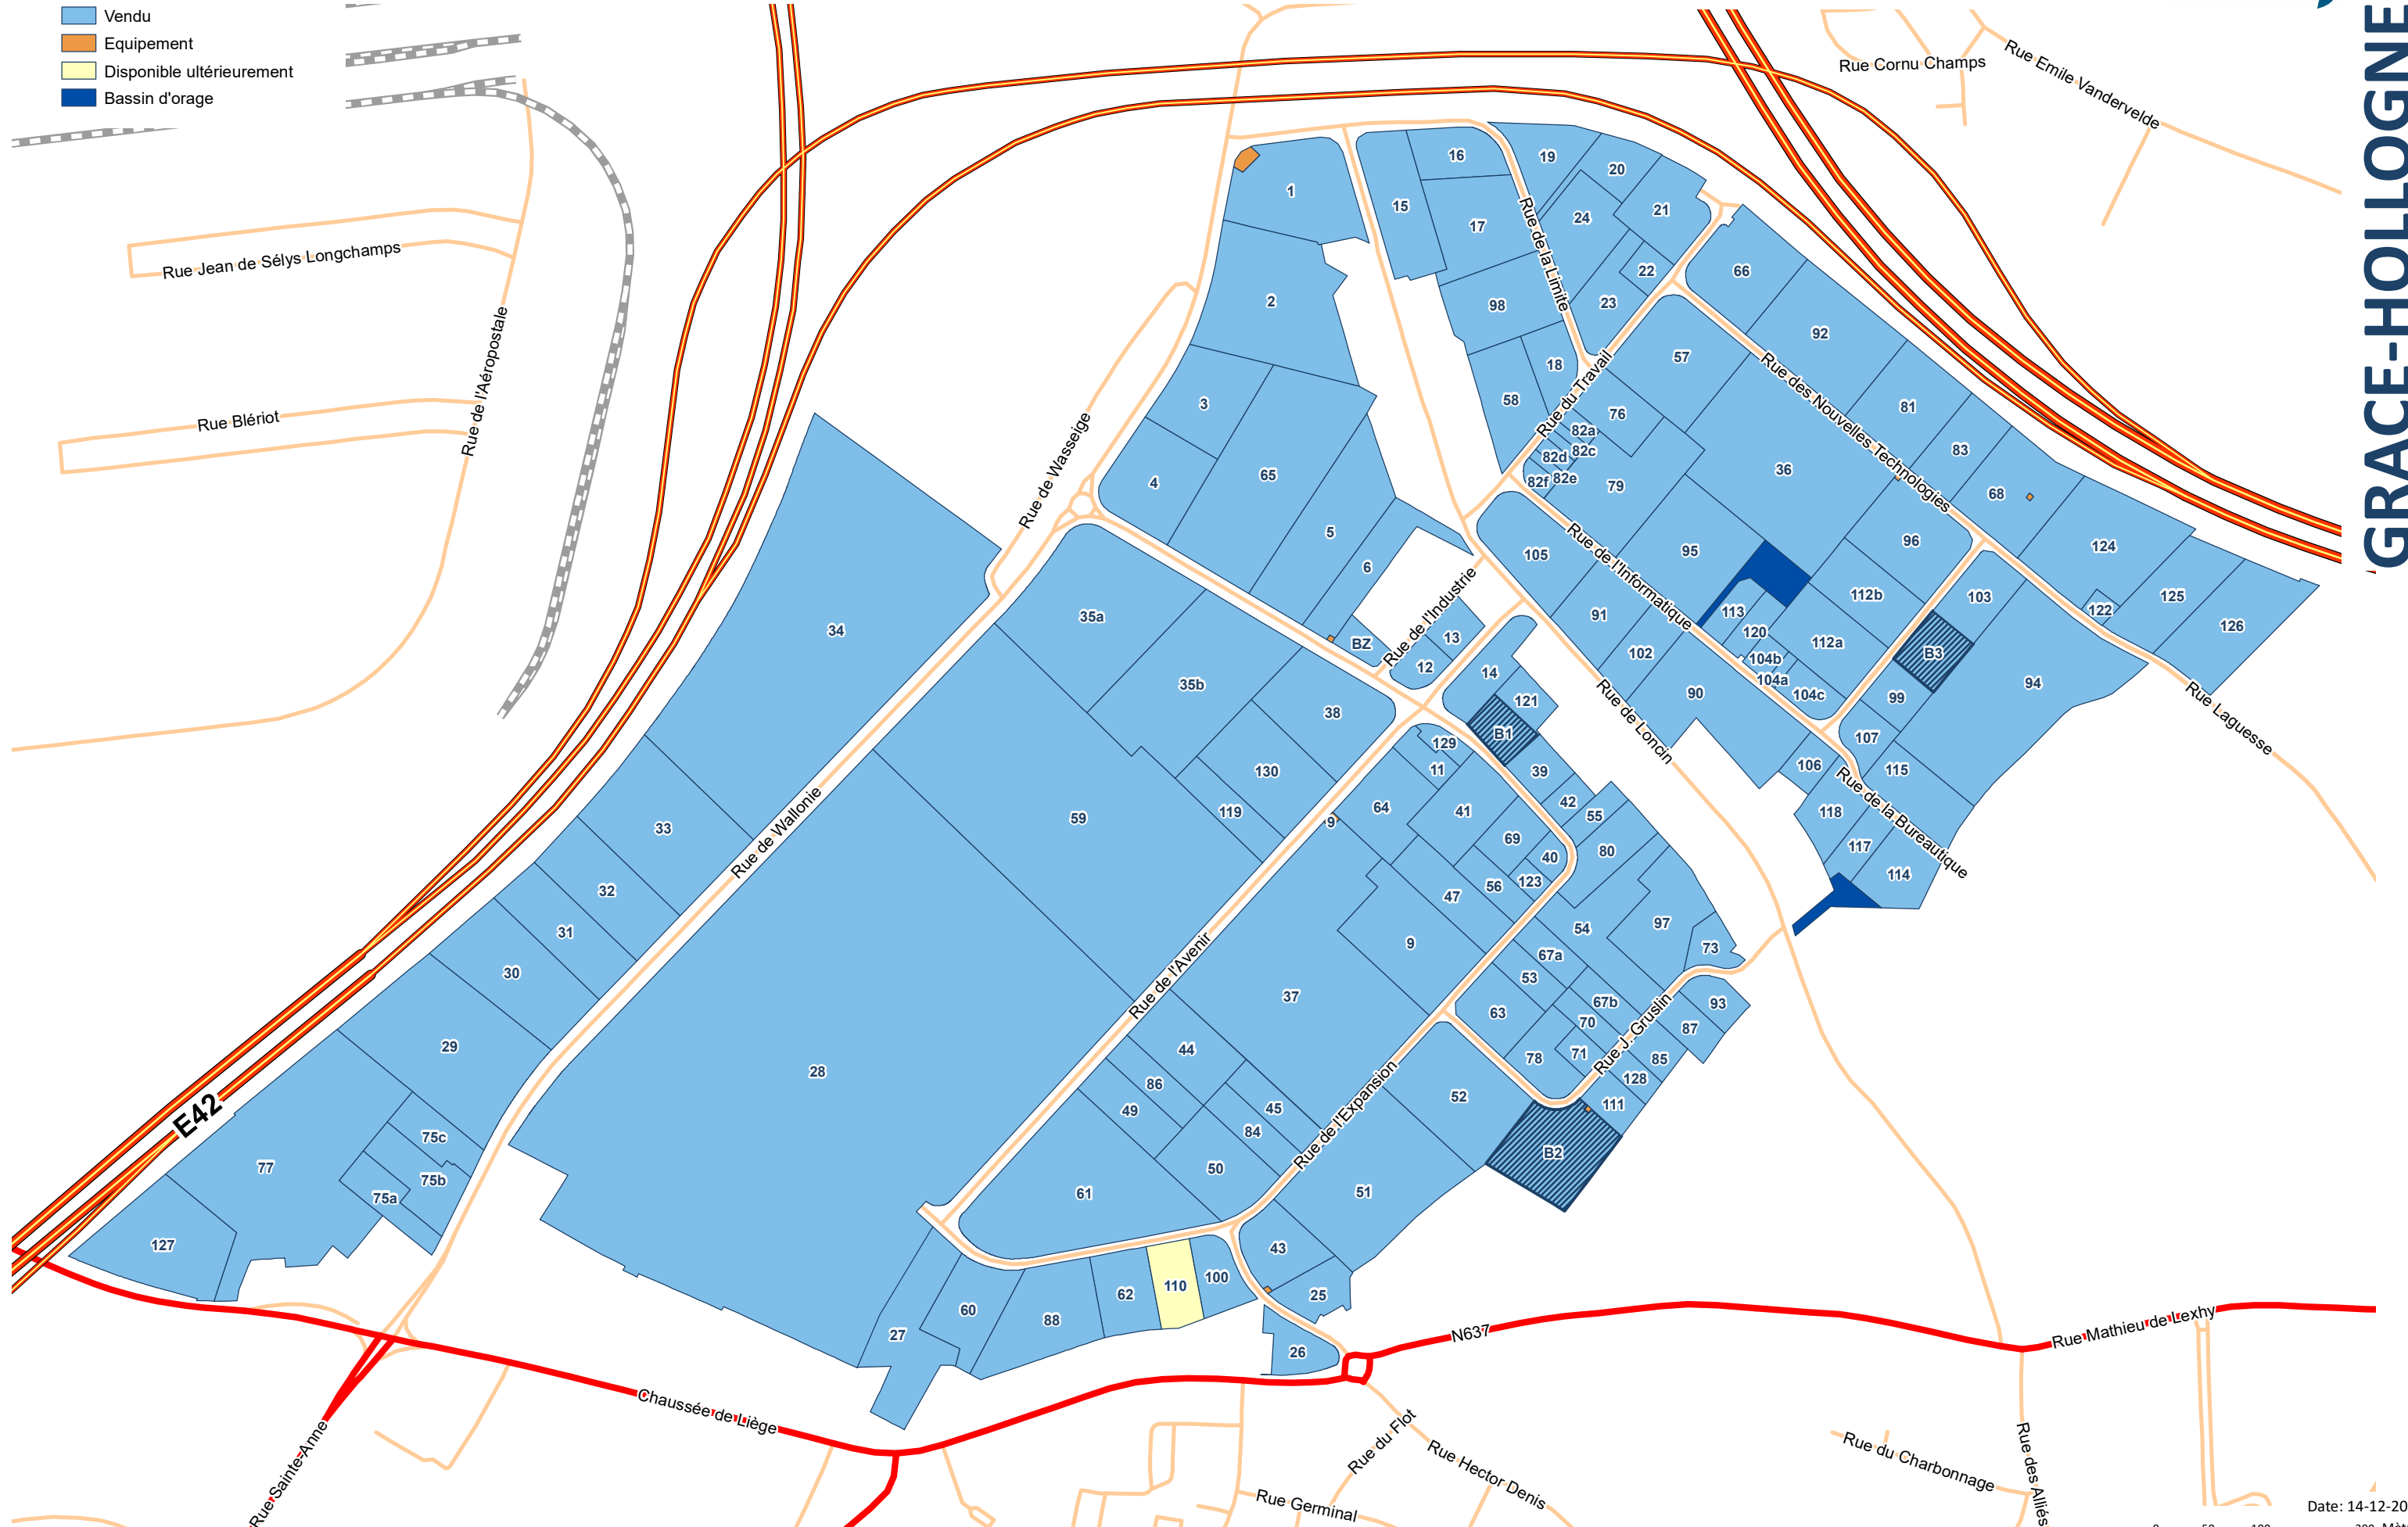 Vendu
Equipement
Disponible ultérieurement
Bassin d'orage
GRACE-HOLLOGNE
Rue Cornu Champs
Rue Emile Vandervelde
Rue Jean de Sélys Longchamps
Rue Blériot
Rue de l'Aéropostale
Rue de Wasseige
Rue de la Limite
Rue du Travail
Rue des Nouvelles Technologies
Rue de l'Informatique
Rue de l'Industrie
Rue de Loncin
Rue Laguesse
Rue de la Bureautique
Rue de Wallonie
Rue de l'Avenir
Rue de l'Expansion
Rue J. Gruslin
E42
N637
Rue Mathieu de Lexhy
Chaussée de Liège
Rue Sainte-Anne
Rue du Flot
Rue Hector Denis
Rue Germinal
Rue du Charbonnage
Rue des Alliés
1
2
3
4
65
5
6
BZ
12
13
14
121
B1
15
16
17
98
58
18
19
20
21
24
22
23
66
57
92
76
82a
82c
82d
82e
82f
79
36
81
83
68
124
122
125
126
105
95
91
102
90
113
120
104b
104a
104c
112a
112b
96
103
B3
99
94
107
115
106
118
117
114
34
35a
35b
38
130
119
59
28
33
32
31
30
29
77
75c
75b
75a
127
129
11
64
9
41
69
40
123
56
47
9
37
39
42
55
80
54
97
73
67a
53
63
67b
70
71
78
93
87
85
128
111
B2
52
51
44
86
49
45
84
50
61
43
25
26
100
110
62
88
60
27
Date: 14-12-20
0 50 100 200